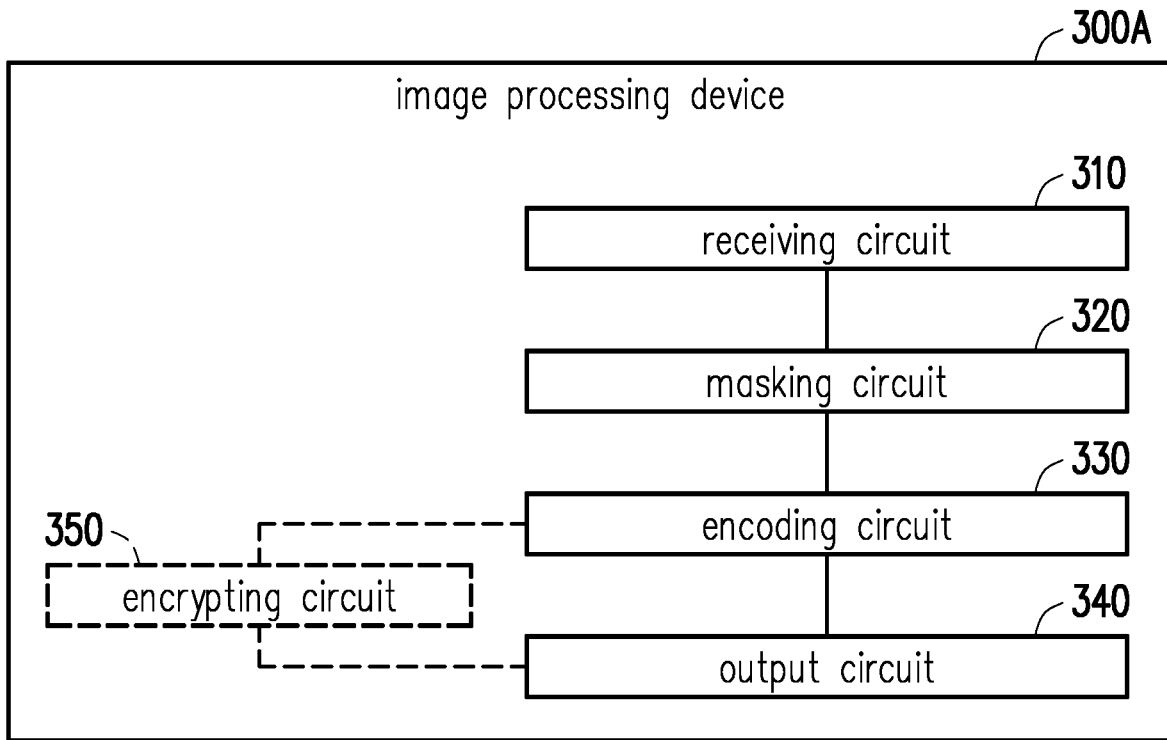 300A
image processing device
310
receiving circuit
320
masking circuit
330
encoding circuit
350
encrypting circuit
340
output circuit